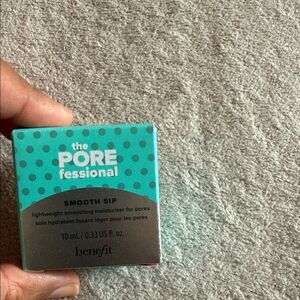 the
PORE
fessional
SMOOTH SIP
lightweight smoothing moisturizer for pores
soin hydratant lissant léger pour les pores
10 mL / 0.33 US fl. oz.
benefit